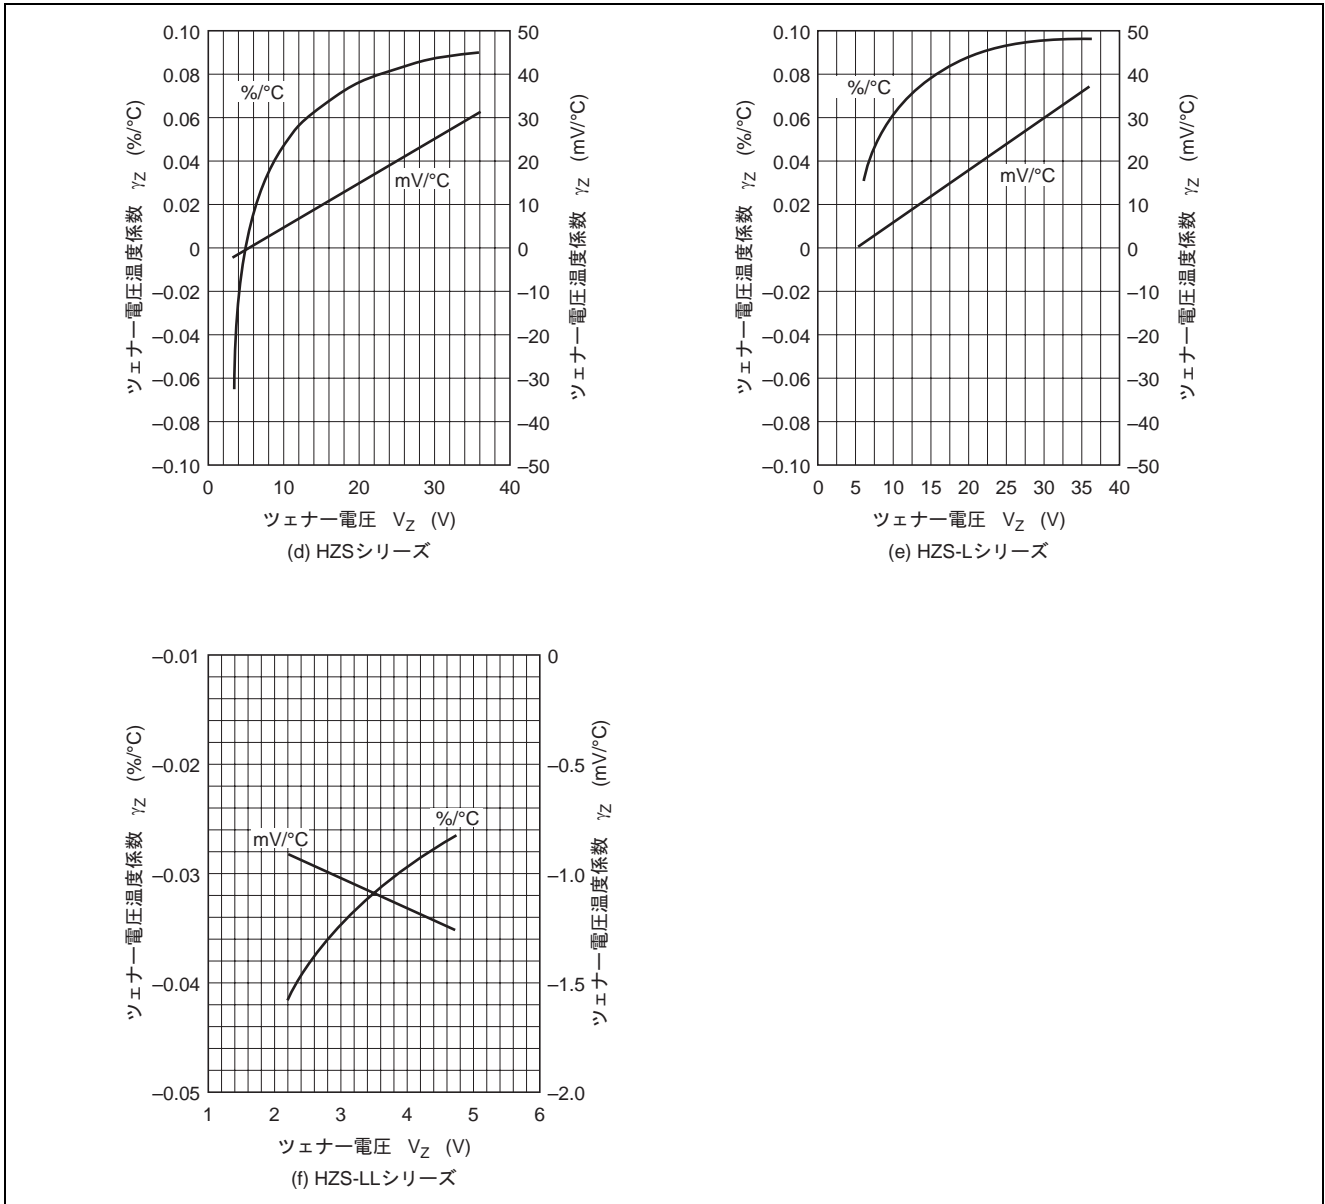 0.10
0.08
0.06
0.04
0.02
0
–0.02
–0.04
–0.06
–0.08
–0.10
ツェナー電圧温度係数 γZ (%/°C)
%/°C
mV/°C
50
40
30
20
10
0
–10
–20
–30
–40
–50
ツェナー電圧温度係数 γZ (mV/°C)
0 10 20 30 40
ツェナー電圧 VZ (V)
(d) HZSシリーズ
0.10
0.08
0.06
0.04
0.02
0
–0.02
–0.04
–0.06
–0.08
–0.10
ツェナー電圧温度係数 γZ (%/°C)
%/°C
mV/°C
50
40
30
20
10
0
–10
–20
–30
–40
–50
ツェナー電圧温度係数 γZ (mV/°C)
0 5 10 15 20 25 30 35 40
ツェナー電圧 VZ (V)
(e) HZS-Lシリーズ
–0.01
–0.02
–0.03
–0.04
–0.05
ツェナー電圧温度係数 γZ (%/°C)
mV/°C
%/°C
0
–0.5
–1.0
–1.5
–2.0
ツェナー電圧温度係数 γZ (mV/°C)
1 2 3 4 5 6
ツェナー電圧 VZ (V)
(f) HZS-LLシリーズ